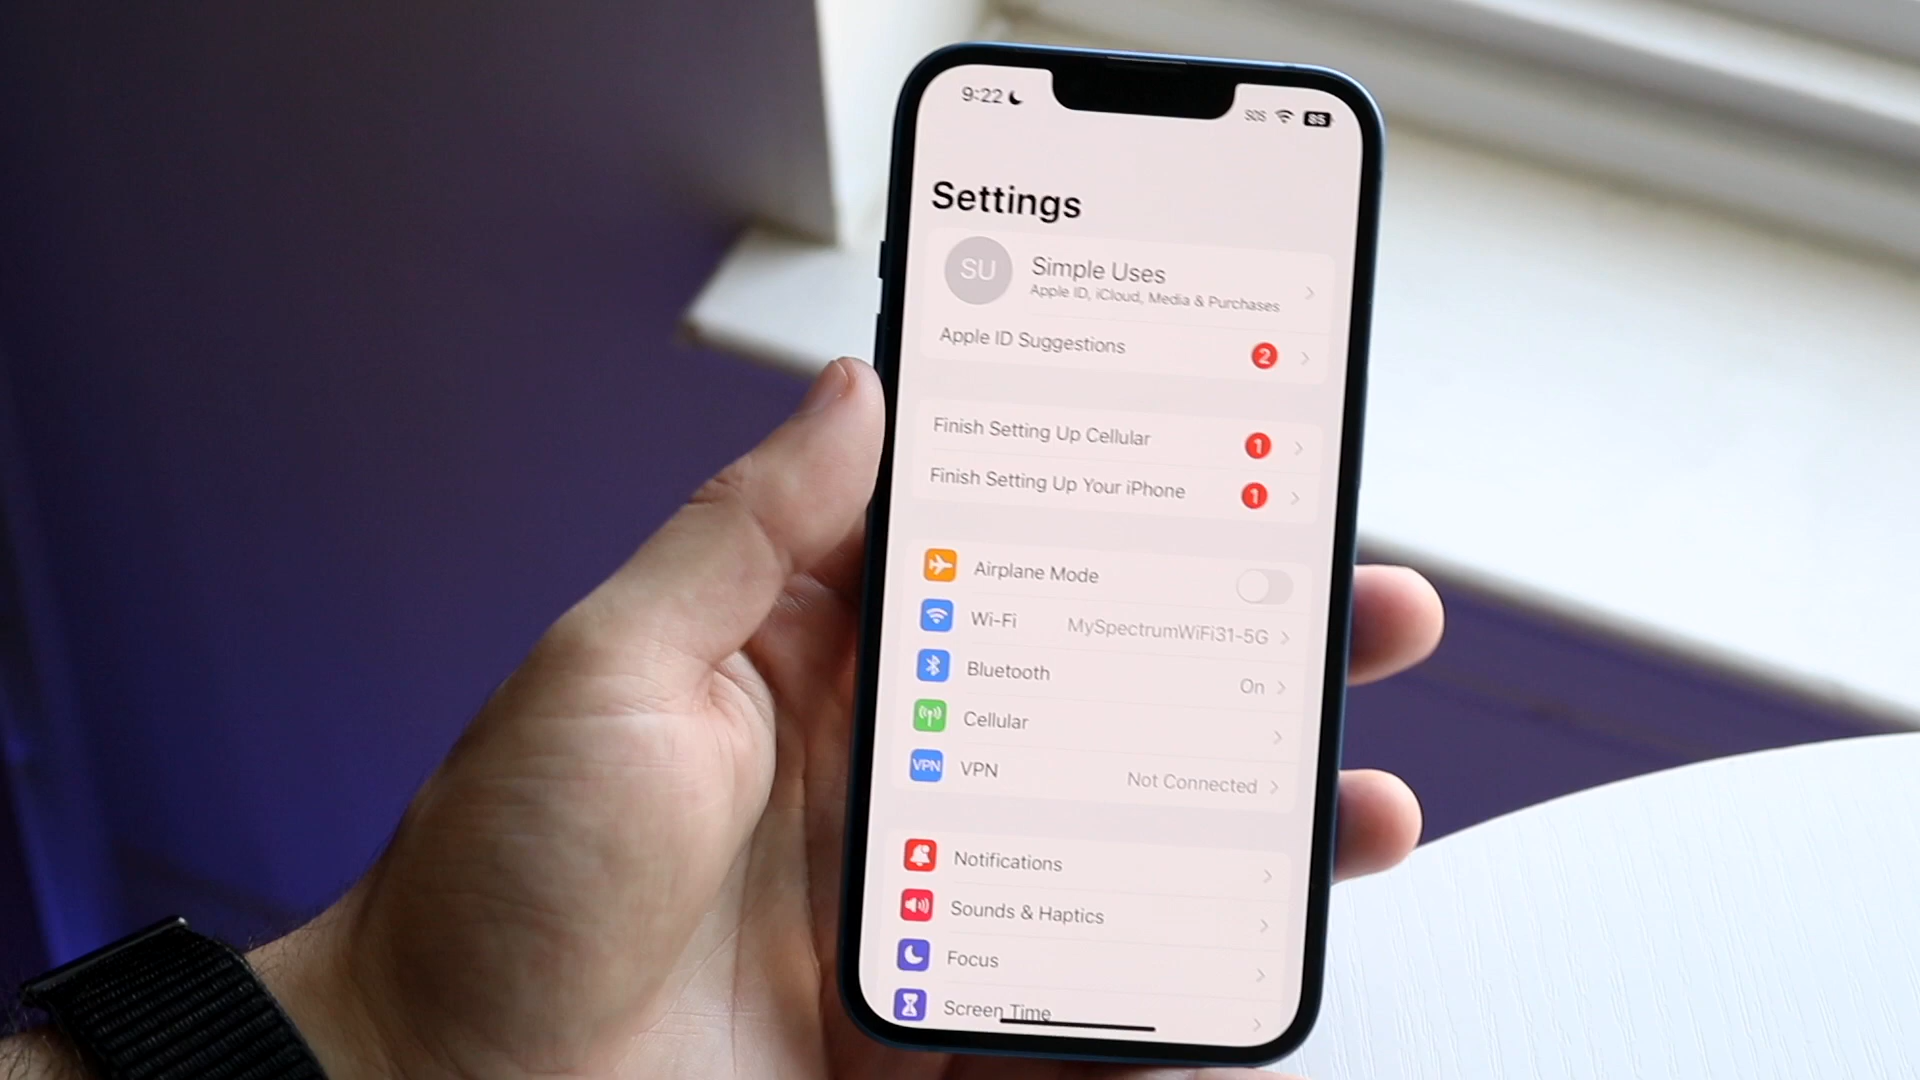 9:22
SOS 85
Settings
SU
Simple Uses
Apple ID, iCloud, Media & Purchases
Apple ID Suggestions 2
Finish Setting Up Cellular 1
Finish Setting Up Your iPhone 1
Airplane Mode
Wi-Fi MySpectrumWiFi31-5G
Bluetooth On
Cellular
VPN VPN Not Connected
Notifications
Sounds & Haptics
Focus
Screen Time